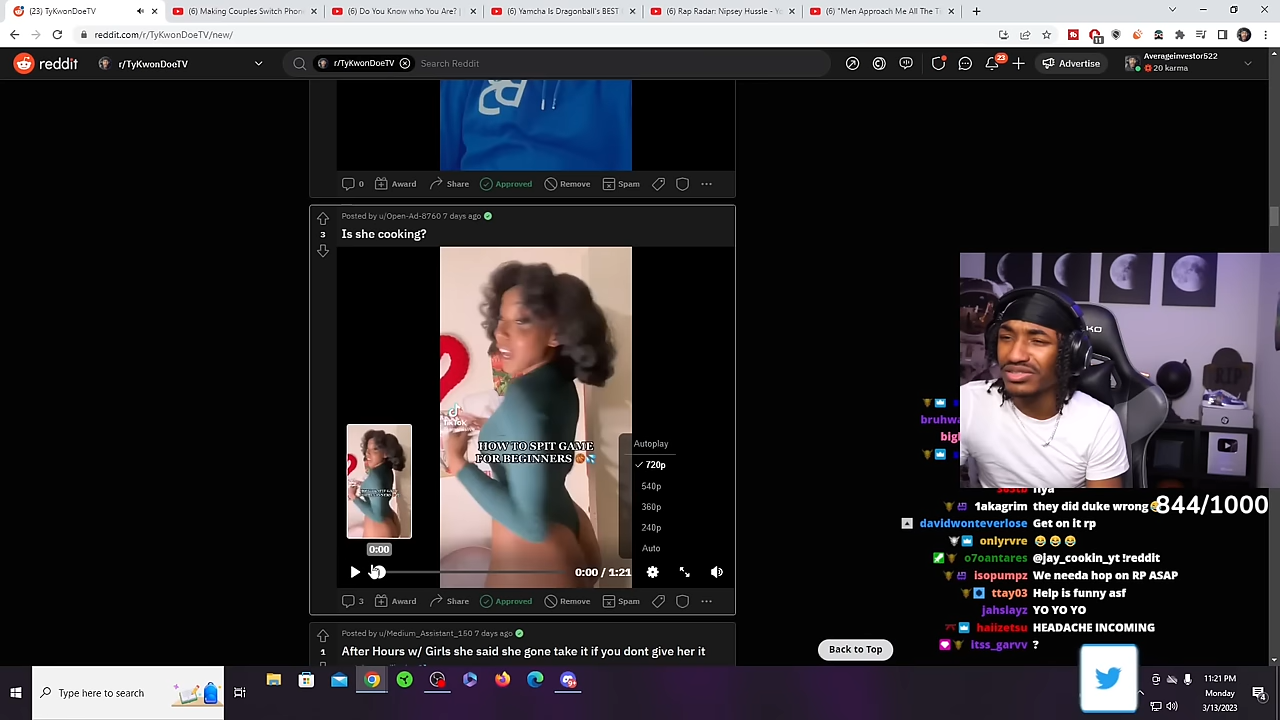 (23) TyKwonDoeTV
(6) Making Couples Switch Phon
(6) Do You Know who You Are? |
(6) Yamcha Is Dragonball's BEST
(6) Rap Radar: Nipsey Hussle - Yo
(6) "Men Approach Me All The Ti
reddit.com/r/TyKwonDoeTV/new/
11
reddit
r/TyKwonDoeTV
r/TyKwonDoeTV
Search Reddit
23
Advertise
Averageinvestor522
20 karma
0
Award
Share
Approved
Remove
Spam
Posted by u/Open-Ad-8760 7 days ago
3
Is she cooking?
TikTok
HOW TO SPIT GAME
FOR BEGINNERS
Autoplay
720p
540p
360p
240p
Auto
0:00
0:00 / 1:21
3
Award
Share
Approved
Remove
Spam
Posted by u/Medium_Assistant_150 7 days ago
1
After Hours w/ Girls she said she gone take it if you dont give her it
Back to Top
KO
RIP
1akagrim they did duke wrong
844/1000
davidwonteverlose Get on it rp
onlyrvre
o7oantares @jay_cookin_yt !reddit
isopumpz We needa hop on RP ASAP
ttay03 Help is funny asf
jahslayz YO YO YO
haiizetsu HEADACHE INCOMING
itss_garvv ?
Type here to search
11:21 PM
Monday
3/13/2023